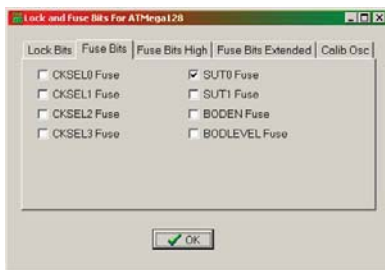 Lock and Fuse Bits For ATMega128
Lock Bits Fuse Bits Fuse Bits High Fuse Bits Extended Calib Osc
CKSEL0 Fuse SUT0 Fuse
CKSEL1 Fuse SUT1 Fuse
CKSEL2 Fuse BODEN Fuse
CKSEL3 Fuse BODLEVEL Fuse
OK